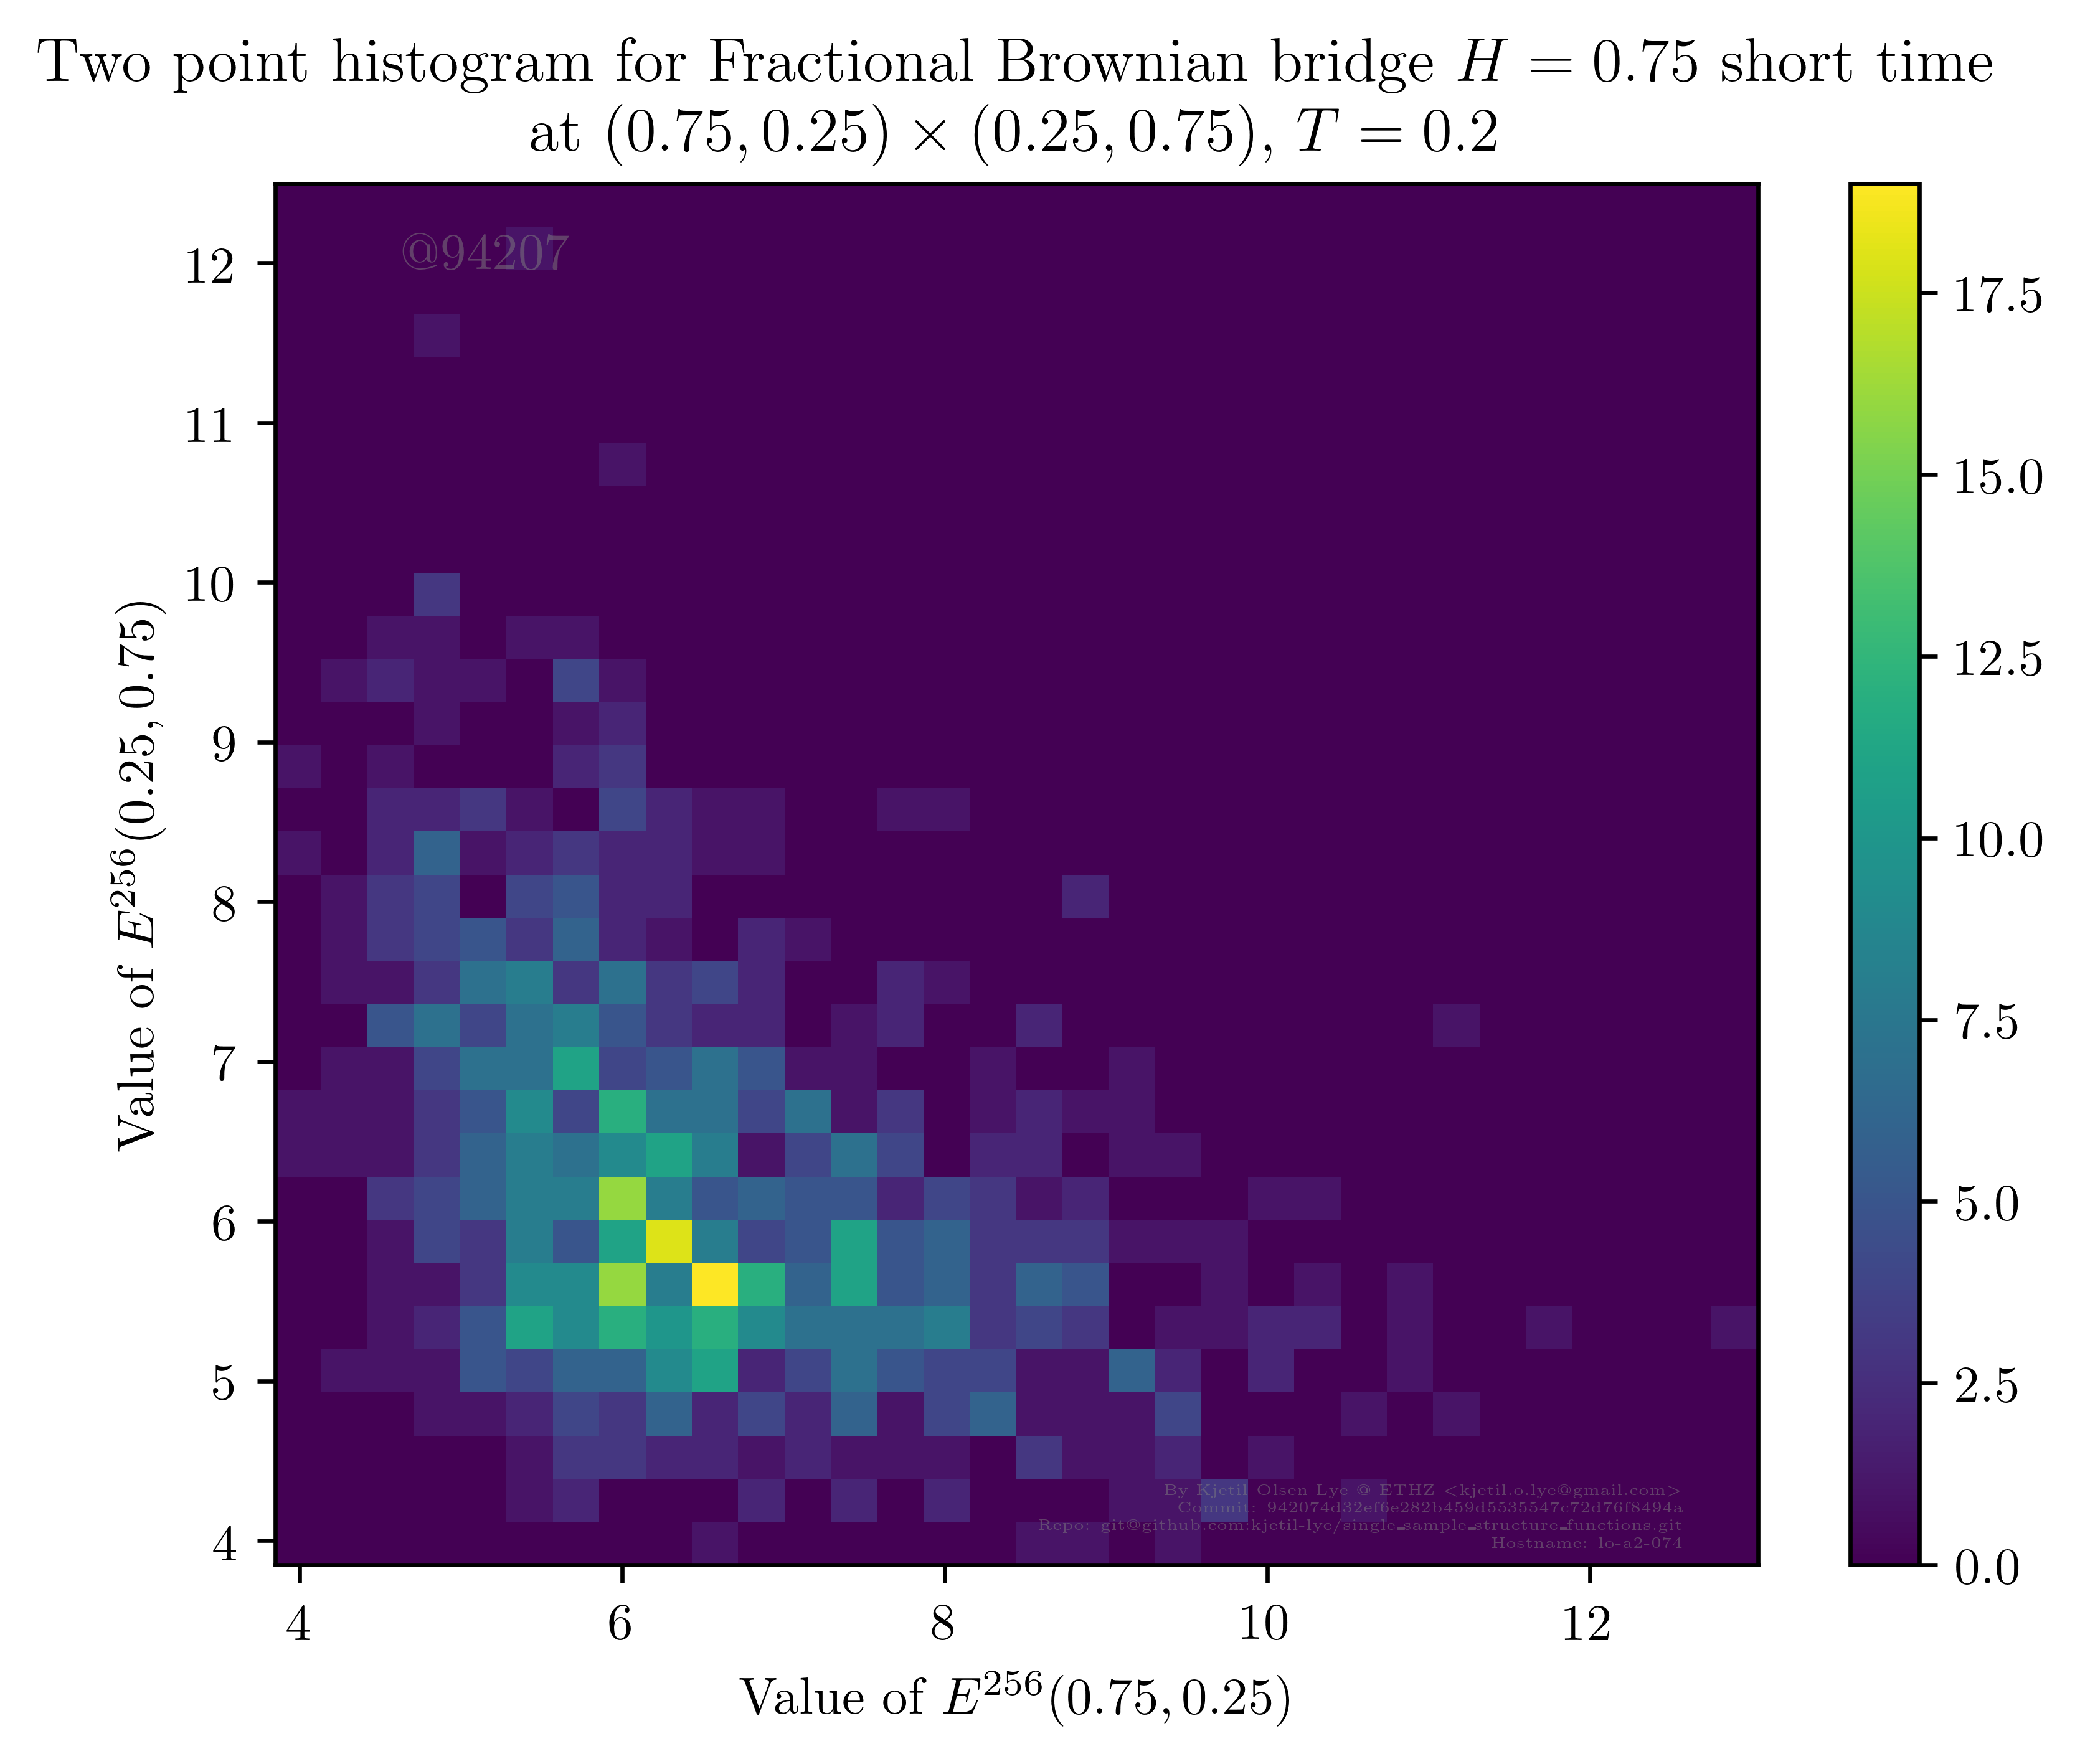 Two point histogram for Fractional Brownian bridge H = 0.75 short time
at (0.75, 0.25) × (0.25, 0.75), T = 0.2
@94207
12
11
10
9
8
7
6
5
4
Value of E^256(0.25, 0.75)
4
6
8
10
12
Value of E^256(0.75, 0.25)
17.5
15.0
12.5
10.0
7.5
5.0
2.5
0.0
By Kjetil Olsen Lye @ ETHZ <kjetil.o.lye@gmail.com>
Commit: 942074d32ef6e282b459d5535547c72d76f8494a
Repo: git@github.com:kjetil-lye/single_sample_structure_functions.git
Hostname: lo-a2-074